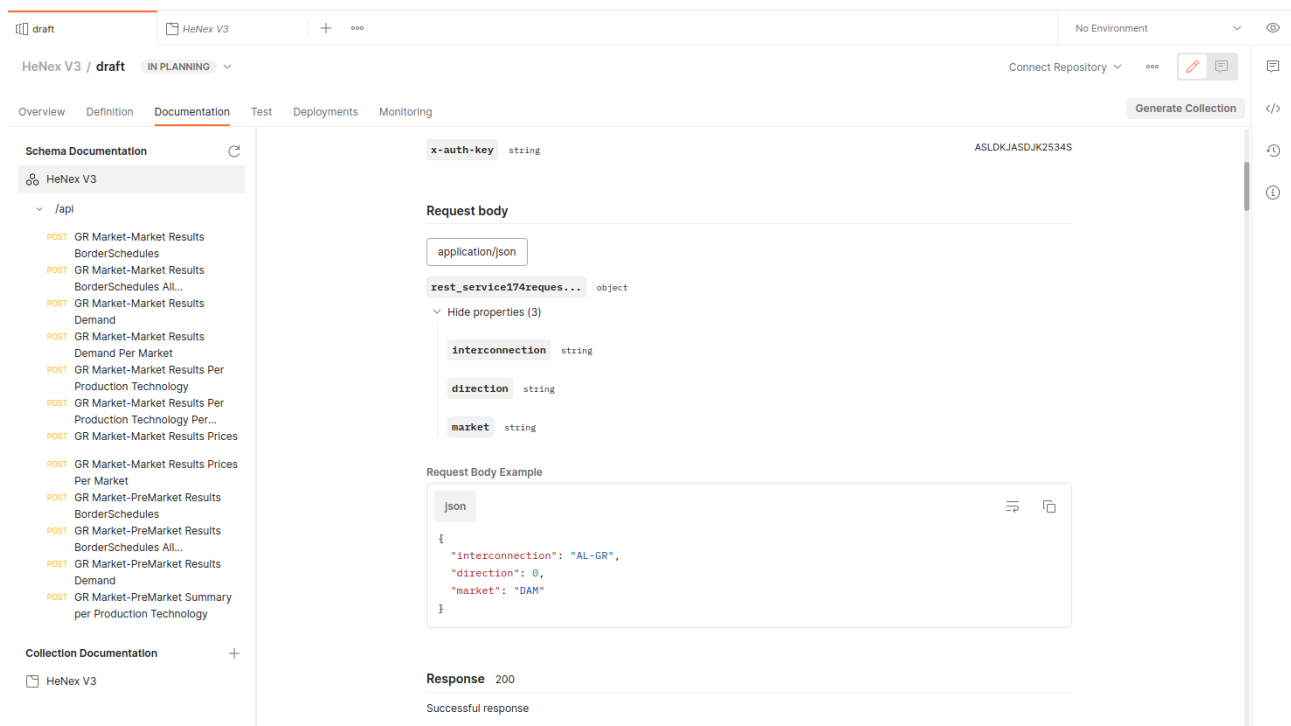 draft
HeNex V3
No Environment
HeNex V3 / draft IN PLANNING
Connect Repository
Overview Definition Documentation Test Deployments Monitoring
Generate Collection
Schema Documentation
HeNex V3
/api
POST GR Market-Market Results
BorderSchedules
POST GR Market-Market Results
BorderSchedules All...
POST GR Market-Market Results
Demand
POST GR Market-Market Results
Demand Per Market
POST GR Market-Market Results Per
Production Technology
POST GR Market-Market Results Per
Production Technology Per...
POST GR Market-Market Results Prices
POST GR Market-Market Results Prices
Per Market
POST GR Market-PreMarket Results
BorderSchedules
POST GR Market-PreMarket Results
BorderSchedules All...
POST GR Market-PreMarket Results
Demand
POST GR Market-PreMarket Summary
per Production Technology
Collection Documentation
HeNex V3
x-auth-key string ASLDKJASDJK2534S
Request body
application/json
rest_service174reques... object
Hide properties (3)
interconnection string
direction string
market string
Request Body Example
json
{
"interconnection": "AL-GR",
"direction": 0,
"market": "DAM"
}
Response 200
Successful response